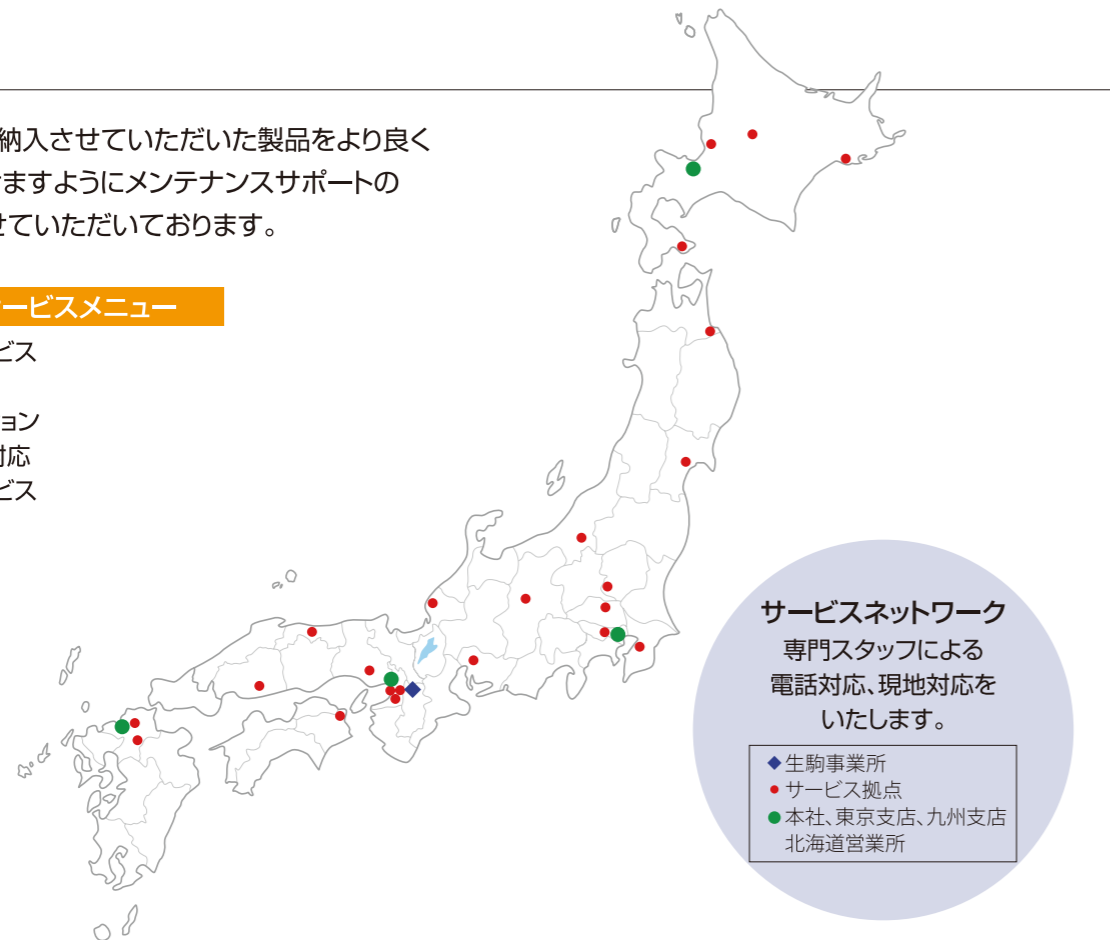 納入させていただいた製品をより良く
ますようにメンテナンスサポートの
せていただいております。
ービスメニュー
ビス
ョン
対応
ビス
サービスネットワーク
専門スタッフによる
電話対応、現地対応を
いたします。
◆生駒事業所
●サービス拠点
●本社、東京支店、九州支店
北海道営業所